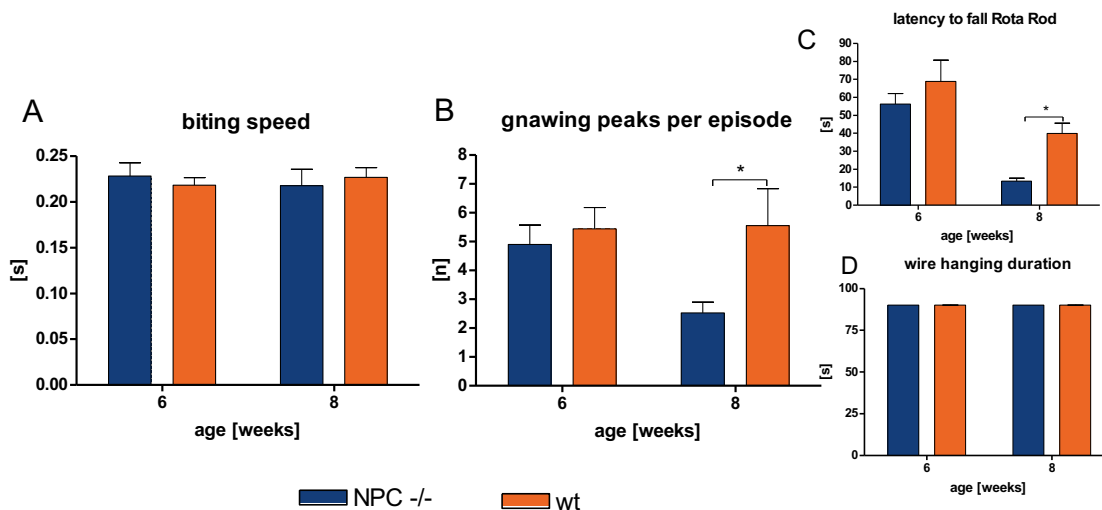 A
biting speed
0.25
0.20
0.15
0.10
0.05
0.00
[s]
6
8
age [weeks]
B
gnawing peaks per episode
8
7
6
5
4
3
2
1
0
[n]
*
6
8
age [weeks]
C
latency to fall Rota Rod
90
80
70
60
50
40
30
20
10
0
[s]
*
6
8
age [weeks]
D
wire hanging duration
100
75
50
25
0
[s]
6
8
age [weeks]
NPC -/-
wt